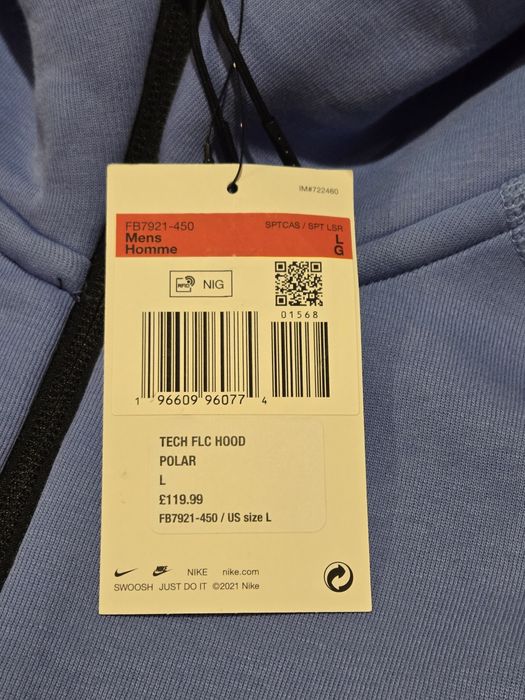 IM#722460
FB7921-450 SPTCAS / SPT LSR
Mens L
Homme G
RFID NIG
01568
1 96609 96077 4
TECH FLC HOOD
POLAR
L
£119.99
FB7921-450 / US size L
NIKE nike.com
SWOOSH JUST DO IT ©2021 Nike